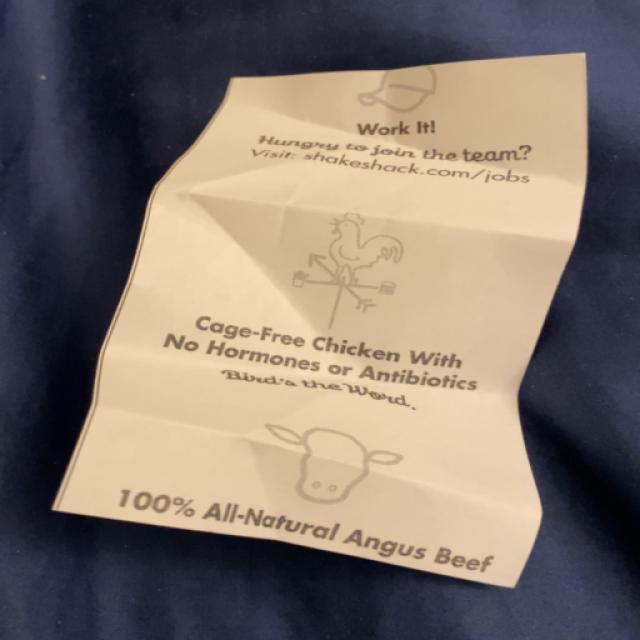 Work It!
Hungry to join the team?
Visit: shakeshack.com/jobs
Cage-Free Chicken With
No Hormones or Antibiotics
Bird's the Word.
100% All-Natural Angus Beef